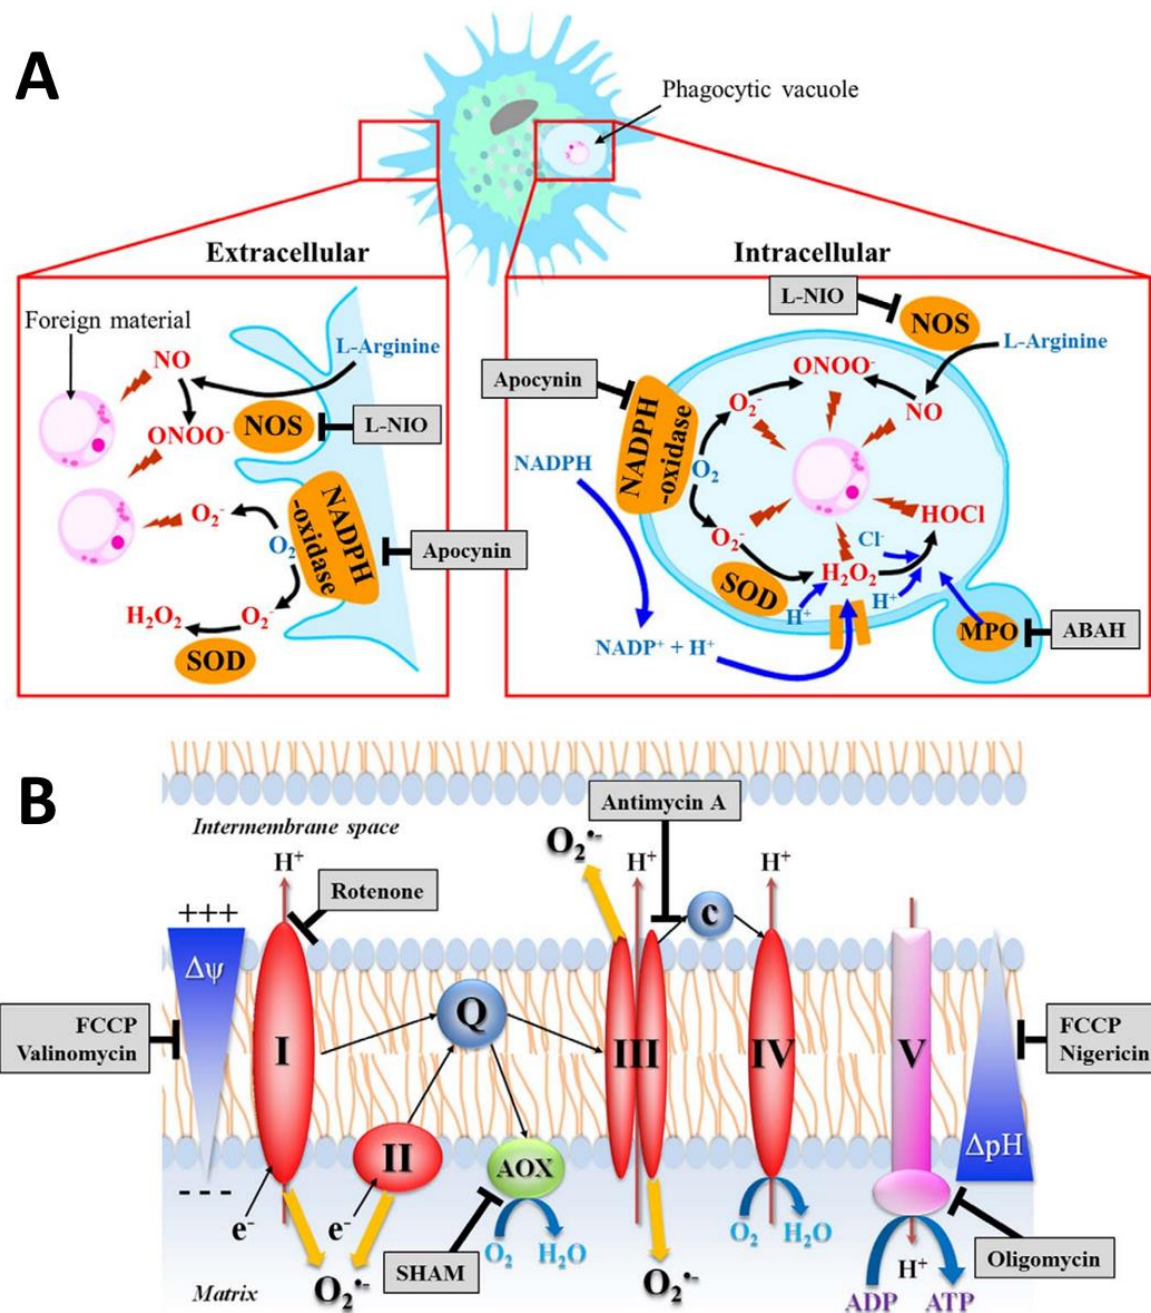 A
Phagocytic vacuole
Extracellular
Intracellular
Foreign material
NO
L-Arginine
ONOO-
NOS
L-NIO
O2-
O2
NADPH
-oxidase
Apocynin
H2O2
O2-
SOD
L-NIO
NOS
L-Arginine
Apocynin
ONOO-
O2-
NO
NADPH
-oxidase
NADPH
O2
O2-
HOCl
Cl-
H2O2
SOD
H+
H+
NADP+ + H+
MPO
ABAH
B
Antimycin A
Intermembrane space
O2•-
H+
H+
H+
Rotenone
+++
c
Δψ
FCCP
Valinomycin
Q
I
III
IV
V
FCCP
Nigericin
II
AOX
ΔpH
- - -
e-
e-
O2
H2O
O2
H2O
SHAM
Oligomycin
H+
Matrix
O2•-
O2•-
ADP
ATP